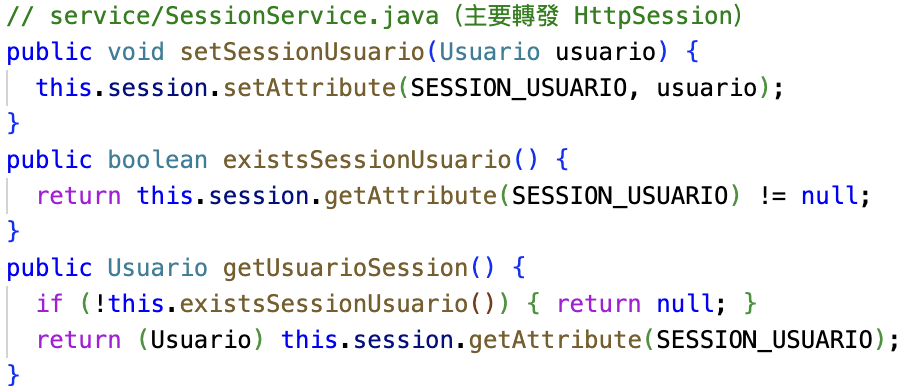 // service/SessionService.java（主要轉發 HttpSession）
public void setSessionUsuario(Usuario usuario) {
  this.session.setAttribute(SESSION_USUARIO, usuario);
}
public boolean existsSessionUsuario() {
  return this.session.getAttribute(SESSION_USUARIO) != null;
}
public Usuario getUsuarioSession() {
  if (!this.existsSessionUsuario()) { return null; }
  return (Usuario) this.session.getAttribute(SESSION_USUARIO);
}